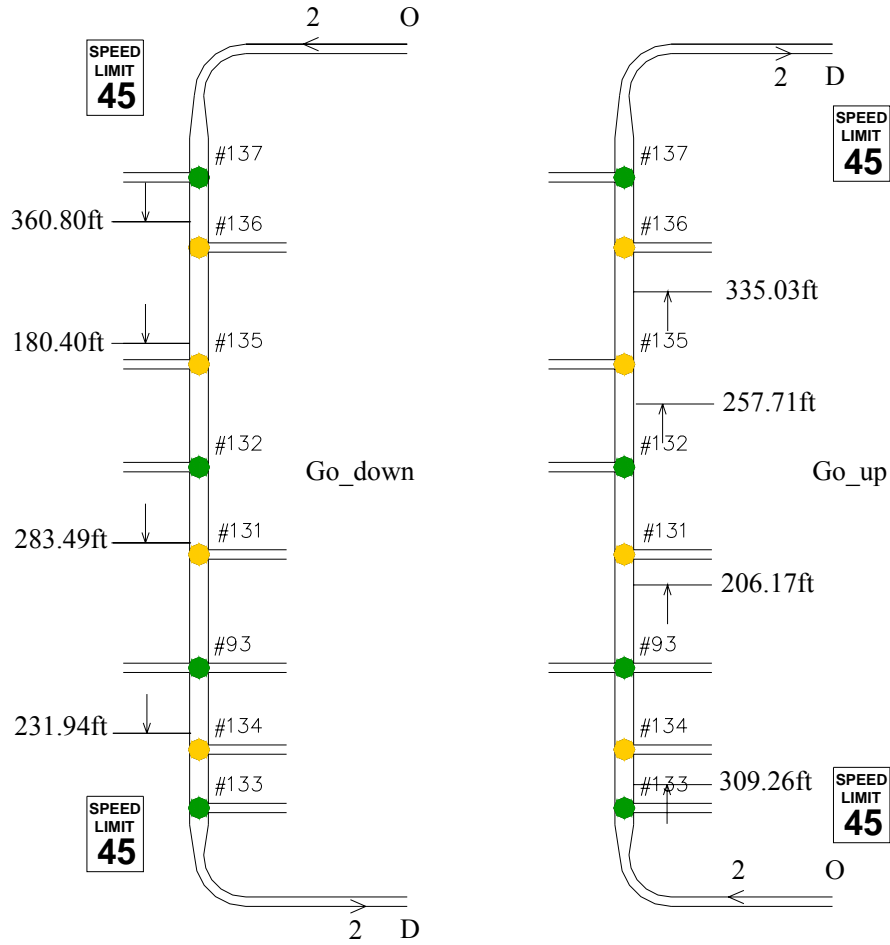 2 O
SPEED
LIMIT
45
#137
360.80ft
#136
180.40ft
#135
#132
Go_down
283.49ft
#131
#93
231.94ft
#134
#133
SPEED
LIMIT
45
2 D
2 D
SPEED
LIMIT
45
#137
#136
335.03ft
#135
257.71ft
#132
Go_up
#131
206.17ft
#93
#134
309.26ft
#133
SPEED
LIMIT
45
2 O